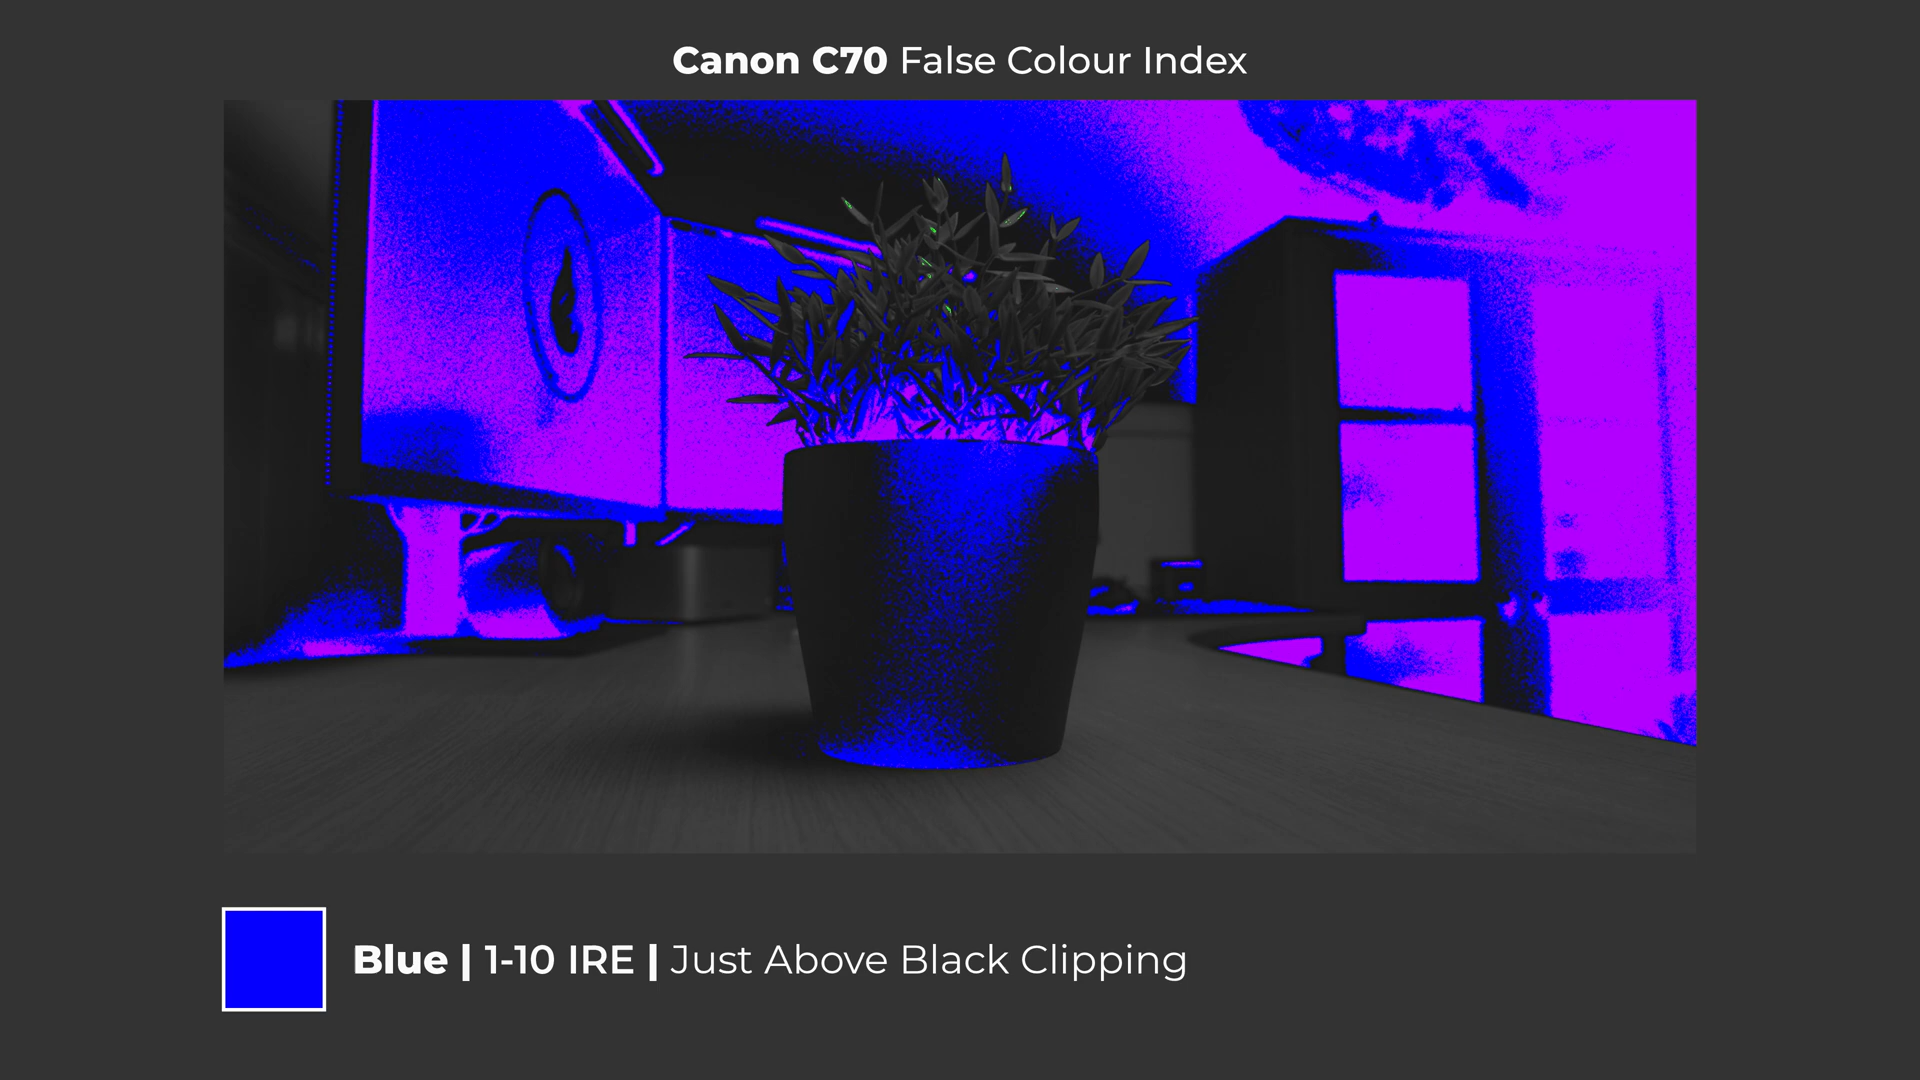 Canon C70 False Colour Index
Blue | 1-10 IRE | Just Above Black Clipping